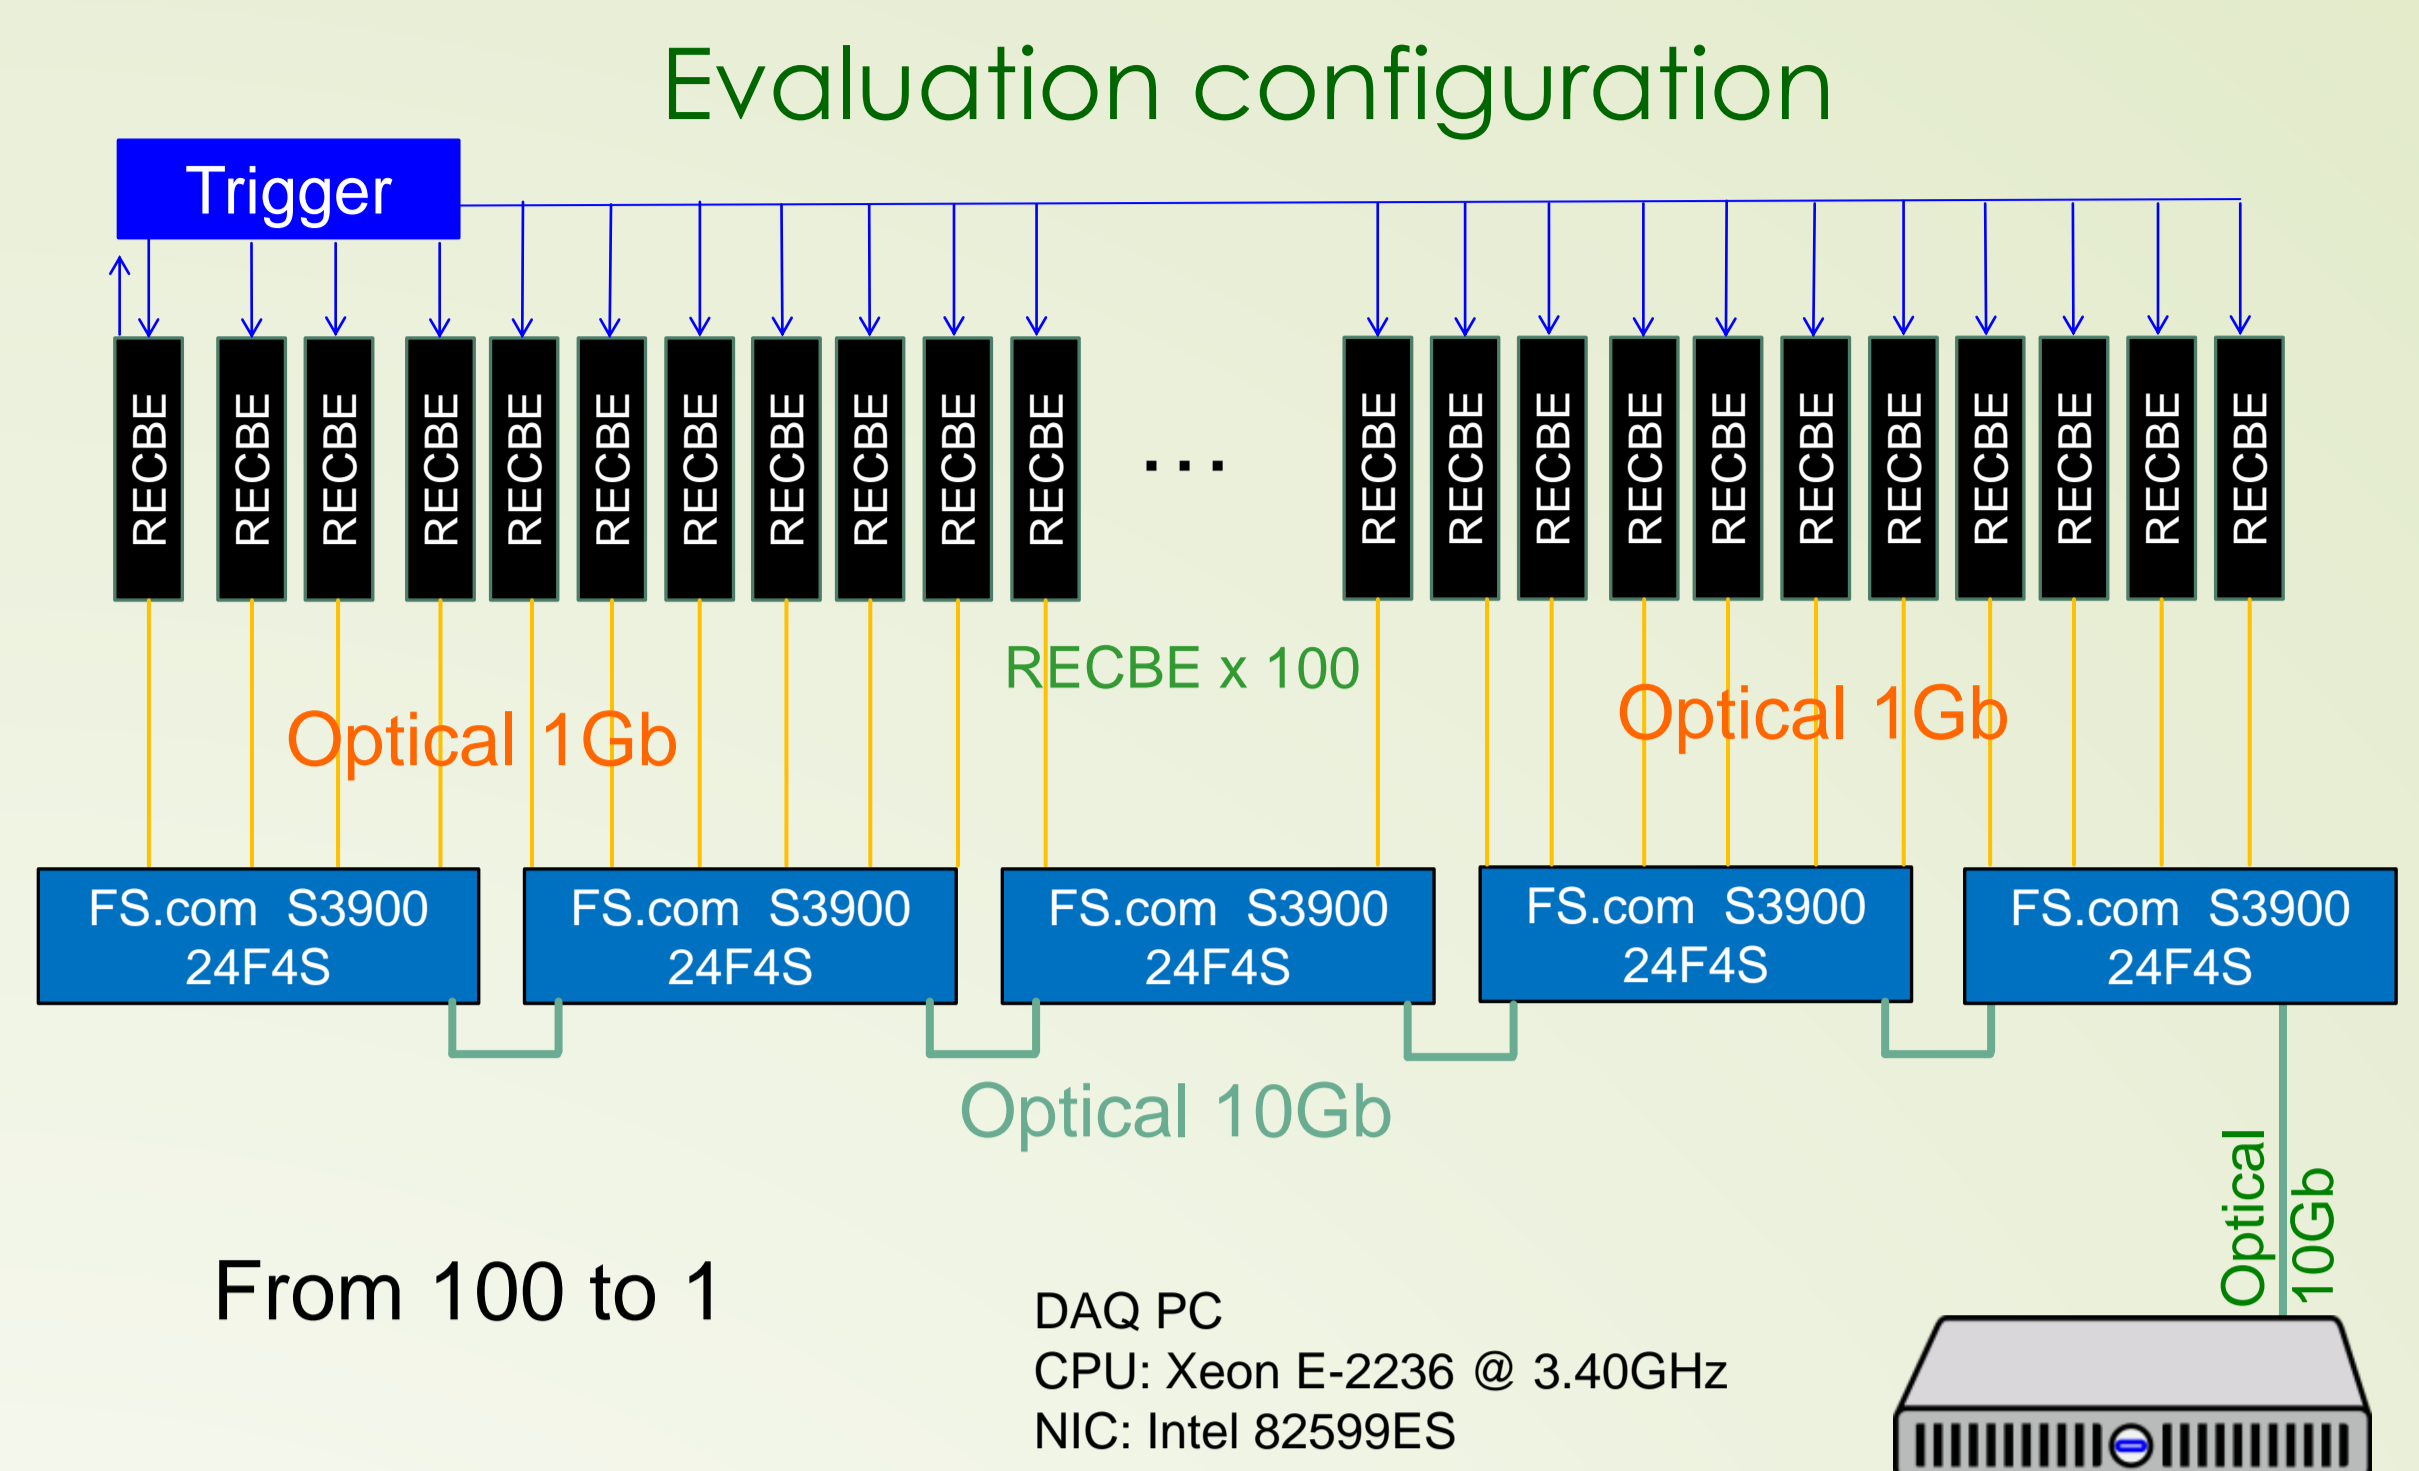 Evaluation configuration
Trigger
RECBE
RECBE
RECBE
RECBE
RECBE
RECBE
RECBE
RECBE
RECBE
RECBE
RECBE
...
RECBE
RECBE
RECBE
RECBE
RECBE
RECBE
RECBE
RECBE
RECBE
RECBE
RECBE
RECBE x 100
Optical 1Gb
Optical 1Gb
FS.com S3900
24F4S
FS.com S3900
24F4S
FS.com S3900
24F4S
FS.com S3900
24F4S
FS.com S3900
24F4S
Optical 10Gb
Optical
10Gb
From 100 to 1
DAQ PC
CPU: Xeon E-2236 @ 3.40GHz
NIC: Intel 82599ES